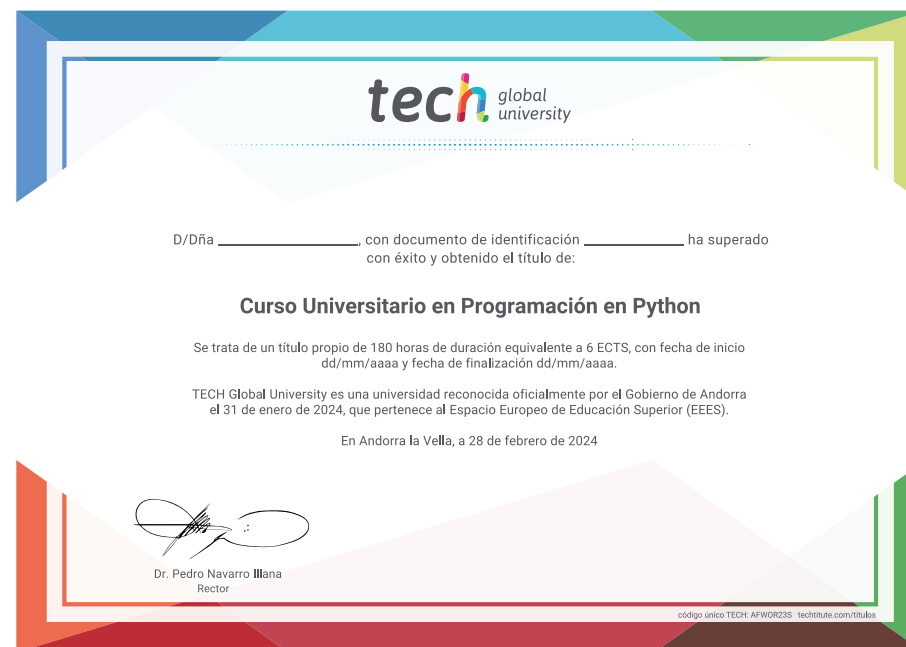 tech global university
D/Dña ____________________, con documento de identificación ______________ ha superado
con éxito y obtenido el título de:
Curso Universitario en Programación en Python
Se trata de un título propio de 180 horas de duración equivalente a 6 ECTS, con fecha de inicio
dd/mm/aaaa y fecha de finalización dd/mm/aaaa.
TECH Global University es una universidad reconocida oficialmente por el Gobierno de Andorra
el 31 de enero de 2024, que pertenece al Espacio Europeo de Educación Superior (EEES).
En Andorra la Vella, a 28 de febrero de 2024
Dr. Pedro Navarro Illana
Rector
código único TECH: AFWOR23S techtitute.com/titulos